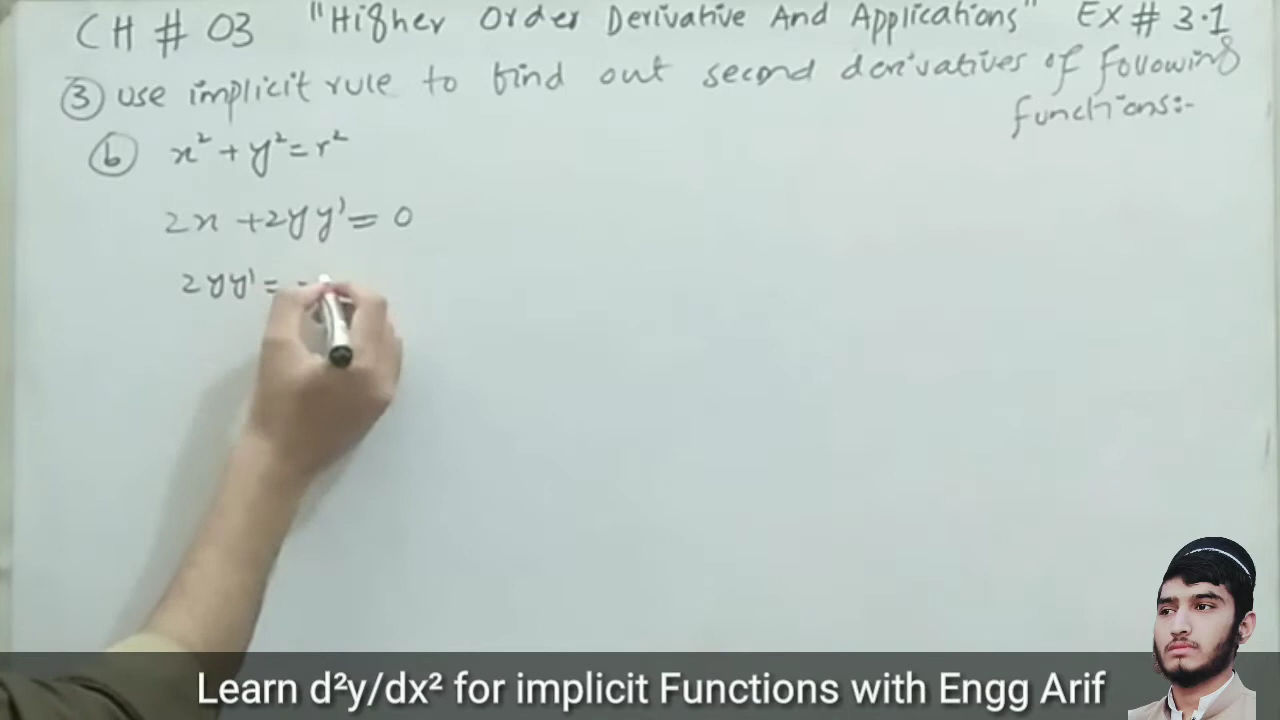 CH # 03 "Higher Order Derivative And Applications" EX # 3.1
③ use implicit rule to find out second derivatives of following
functions:-
ⓑ x² + y² = r²
2x + 2yy' = 0
2yy' = -
Learn d²y/dx² for implicit Functions with Engg Arif